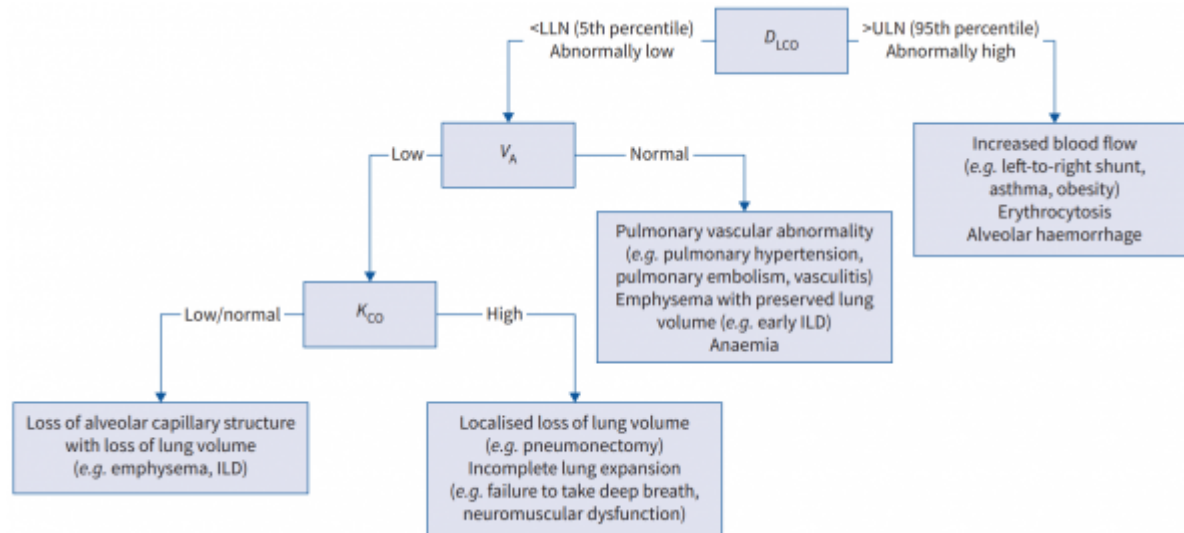 <LLN (5th percentile)
Abnormally low
DLCO
>ULN (95th percentile)
Abnormally high
Low
VA
Normal
Increased blood flow
(e.g. left-to-right shunt,
asthma, obesity)
Erythrocytosis
Alveolar haemorrhage
Pulmonary vascular abnormality
(e.g. pulmonary hypertension,
pulmonary embolism, vasculitis)
Emphysema with preserved lung
volume (e.g. early ILD)
Anaemia
Low/normal
KCO
High
Loss of alveolar capillary structure
with loss of lung volume
(e.g. emphysema, ILD)
Localised loss of lung volume
(e.g. pneumonectomy)
Incomplete lung expansion
(e.g. failure to take deep breath,
neuromuscular dysfunction)